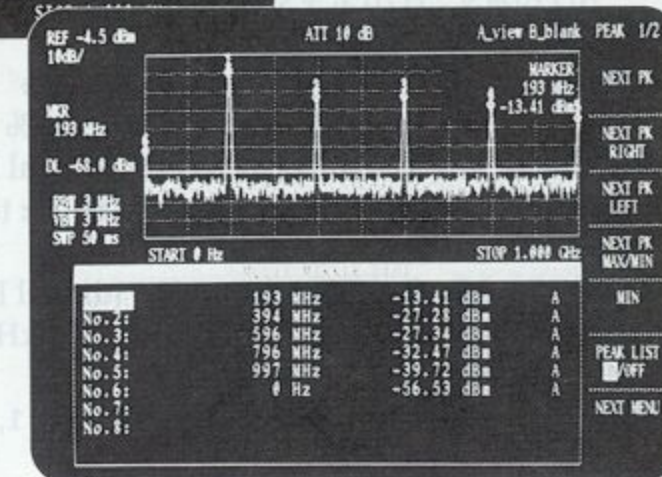 REF -4.5 dBm ATT 10 dB A_view B_blank
10dB/
MARKER
193 MHz
-13.41 dBm
MKR
193 MHz
DL -68.0 dBm
RBW 3 MHz
VBW 3 MHz
SWP 50 ms
START 0 Hz STOP 1.000 GHz
193 MHz -13.41 dBm A
No.2: 394 MHz -27.28 dBm A
No.3: 596 MHz -27.34 dBm A
No.4: 796 MHz -32.47 dBm A
No.5: 997 MHz -39.72 dBm A
No.6: 0 Hz -56.53 dBm A
No.7:
No.8:
PEAK 1/2
NEXT PK
NEXT PK
RIGHT
NEXT PK
LEFT
NEXT PK
MAX/MIN
MIN
PEAK LIST
/OFF
NEXT MENU